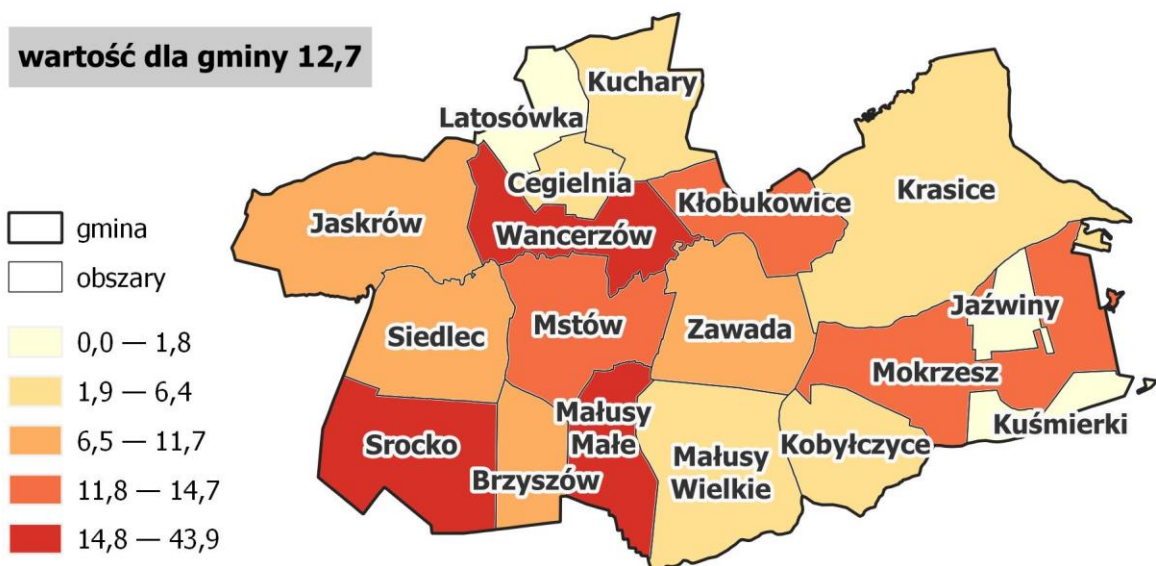 wartość dla gminy 12,7
Kuchary
Latosówka
Cegielnia
Krasice
Kłobukowice
Jaskrów
Wancerzów
gmina
obszary
Jaźwiny
Siedlec
Mstów
Zawada
Mokrzesz
0,0 — 1,8
1,9 — 6,4
6,5 — 11,7
11,8 — 14,7
14,8 — 43,9
Małusy
Małe
Kuśmierki
Srocko
Kobyłczyce
Brzyszów
Małusy
Wielkie